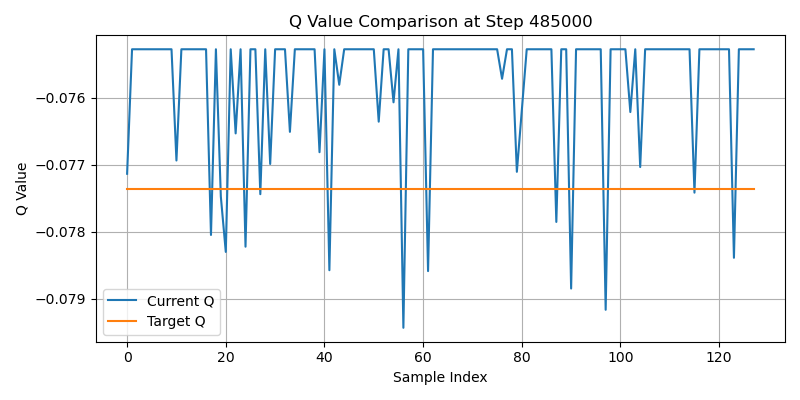 Q Value Comparison at Step 485000
−0.076
−0.077
−0.078
−0.079
Q Value
Current Q
Target Q
0 20 40 60 80 100 120
Sample Index